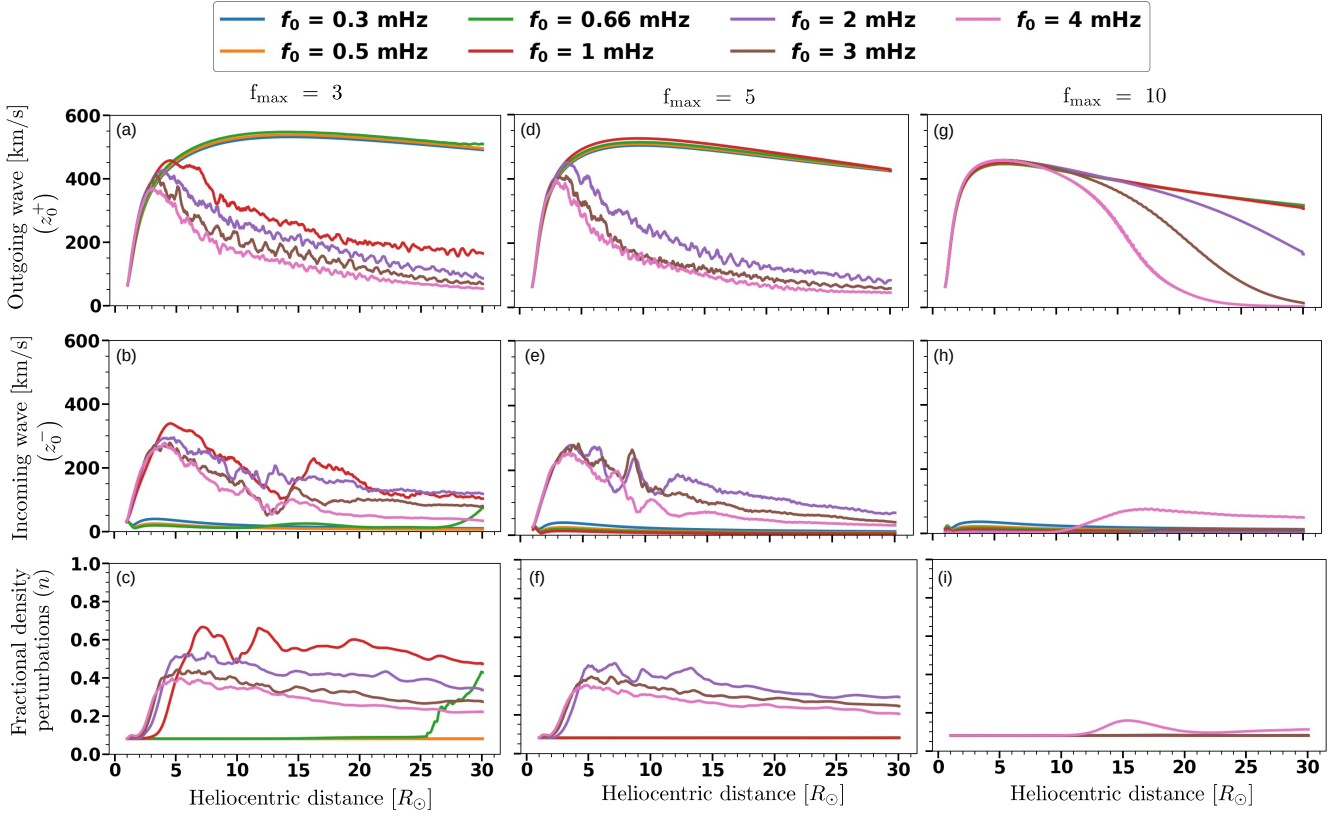 f₀ = 0.3 mHz f₀ = 0.66 mHz f₀ = 2 mHz f₀ = 4 mHz
f₀ = 0.5 mHz f₀ = 1 mHz f₀ = 3 mHz
f_max = 3 f_max = 5 f_max = 10
Outgoing wave [km/s]
(z₀⁺)
600
400
200
0
(a)
(d)
(g)
0 5 10 15 20 25 30
0 5 10 15 20 25 30
0 5 10 15 20 25 30
Incoming wave [km/s]
(z₀⁻)
600
400
200
0
(b)
(e)
(h)
Fractional density
perturbations (n)
1.0
0.8
0.6
0.4
0.2
0.0
(c)
(f)
(i)
Heliocentric distance [R☉]
Heliocentric distance [R☉]
Heliocentric distance [R☉]